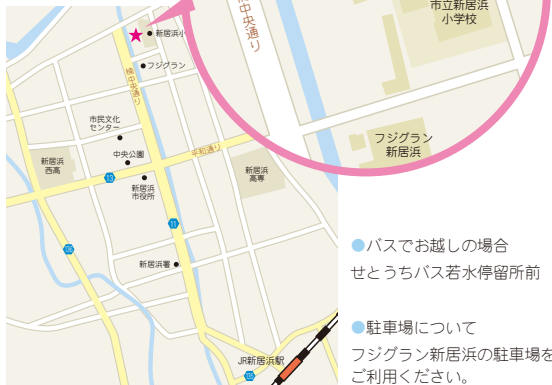 新居浜小
フジグラン
楠中央通り
市民文化
センター
中央公園
平和通り
新居浜
西高
13
新居浜
市役所
新居浜
高専
11
新居浜署
JR新居浜駅
中央通り
市立新居浜
小学校
フジグラン
新居浜
●バスでお越しの場合
せとうちバス若水停留所前
●駐車場について
フジグラン新居浜の駐車場を
ご利用ください。